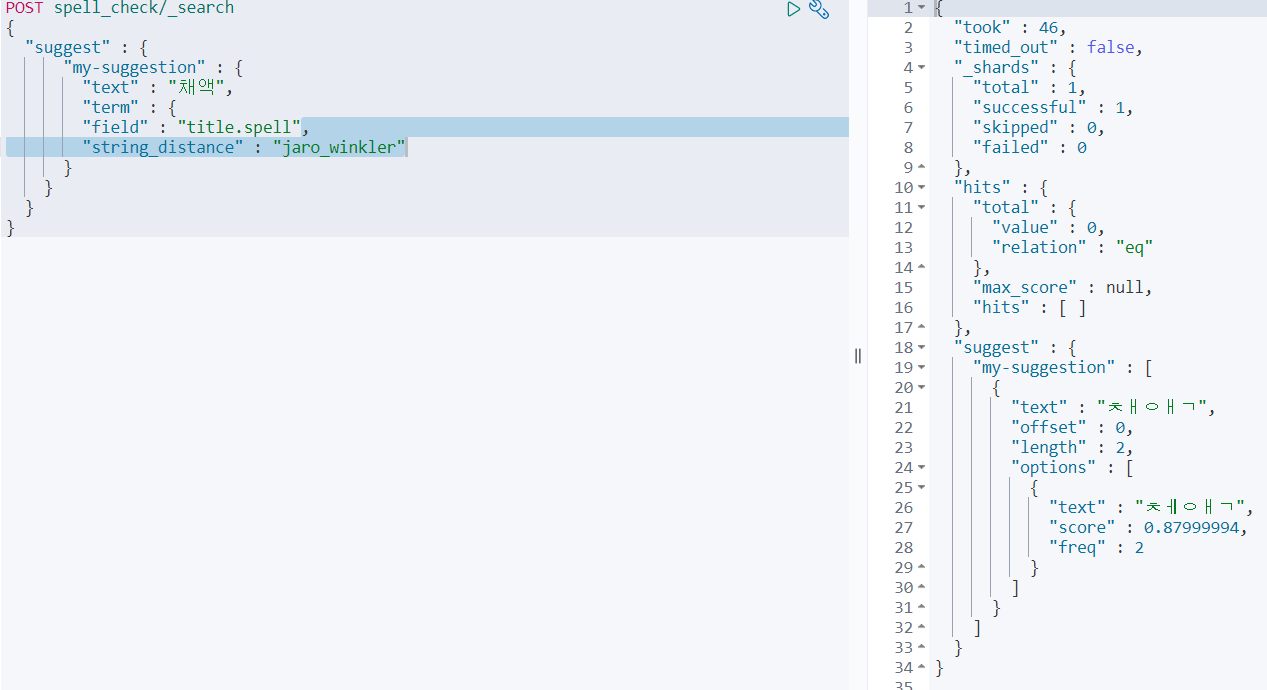 POST spell_check/_search
{
  "suggest" : {
      "my-suggestion" : {
        "text" : "채액",
        "term" : {
        "field" : "title.spell",
        "string_distance" : "jaro_winkler"
      }
    }
  }
}
1 {
2   "took" : 46,
3   "timed_out" : false,
4   "_shards" : {
5     "total" : 1,
6     "successful" : 1,
7     "skipped" : 0,
8     "failed" : 0
9   },
10   "hits" : {
11     "total" : {
12       "value" : 0,
13       "relation" : "eq"
14     },
15     "max_score" : null,
16     "hits" : [ ]
17   },
18   "suggest" : {
19     "my-suggestion" : [
20       {
21         "text" : "ㅊㅐㅇㅐㄱ",
22         "offset" : 0,
23         "length" : 2,
24         "options" : [
25           {
26             "text" : "ㅊㅔㅇㅐㄱ",
27             "score" : 0.87999994,
28             "freq" : 2
29           }
30         ]
31       }
32     ]
33   }
34 }
35